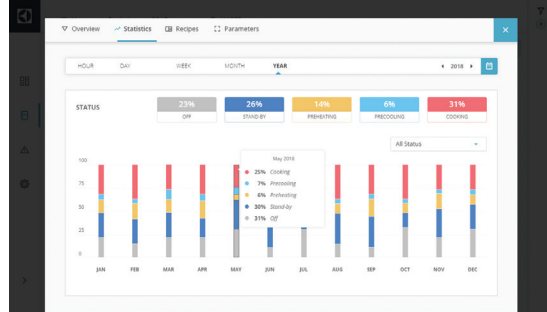 Overview Statistics Recipes Parameters
HOUR DAY WEEK MONTH YEAR 2018
STATUS
23% 26% 14% 6% 31%
OFF STAND-BY PREHEATING PRECOOLING COOKING
All Status
May 2018
25% Cooking
7% Precooling
6% Preheating
30% Stand-by
31% Off
100
75
50
25
0
JAN FEB MAR APR MAY JUN JUL AUG SEP OCT NOV DEC